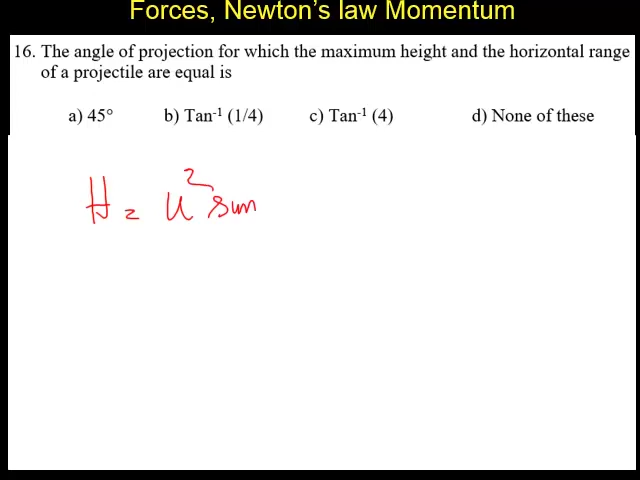 Forces, Newton's law Momentum
16. The angle of projection for which the maximum height and the horizontal range
of a projectile are equal is
a) 45° b) Tan⁻¹ (1/4) c) Tan⁻¹ (4) d) None of these
H = u² sin